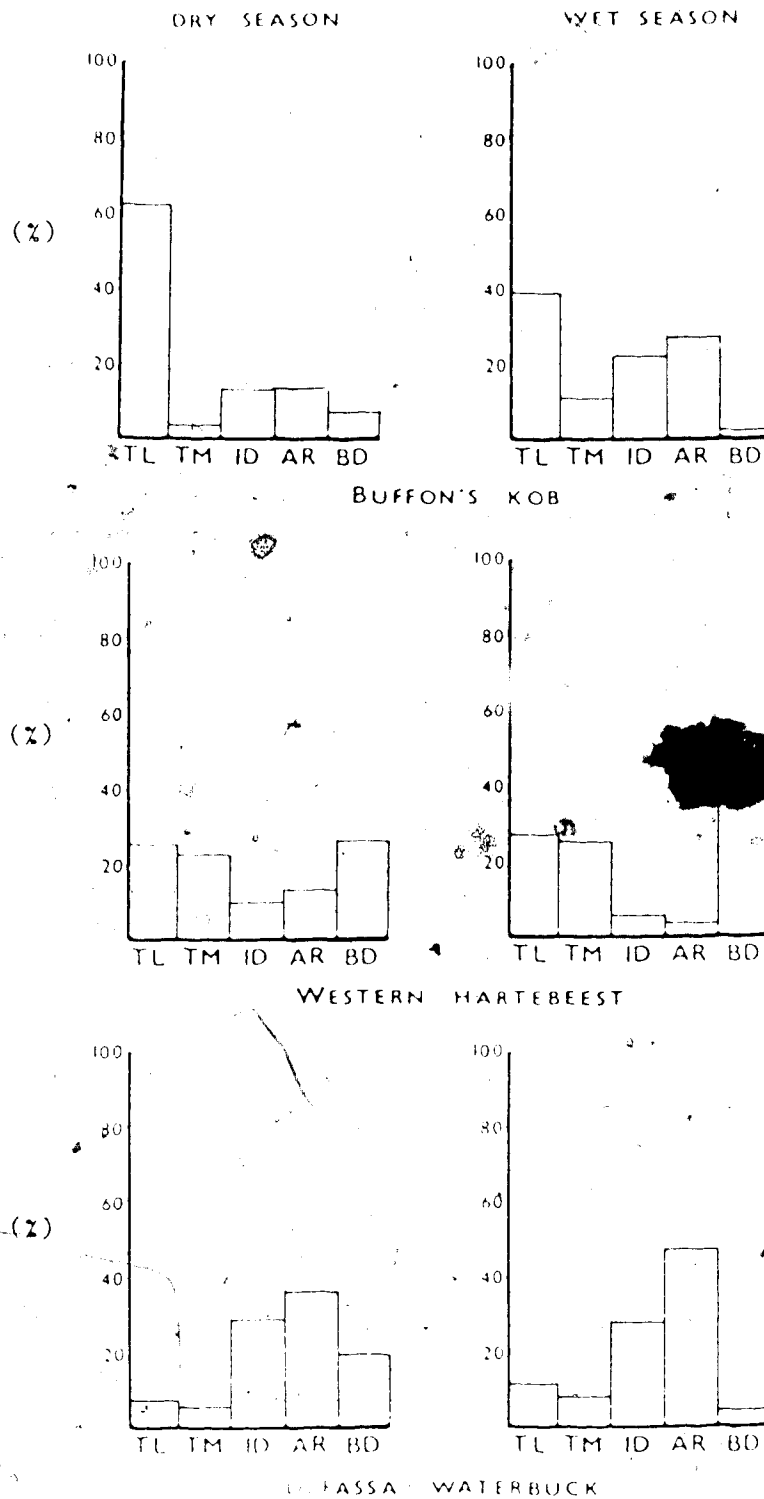 DRY SEASON WET SEASON
100 100
80 80
(%) 60 60
40 40
20 20
TL TM ID AR BD TL TM ID AR BD
BUFFON'S KOB
100 100
80 80
(%) 60 60
40 40
20 20
TL TM ID AR BD TL TM ID AR BD
WESTERN HARTEBEEST
100 100
80 80
(%) 60 60
40 40
20 20
TL TM ID AR BD TL TM ID AR BD
WATERBUCK